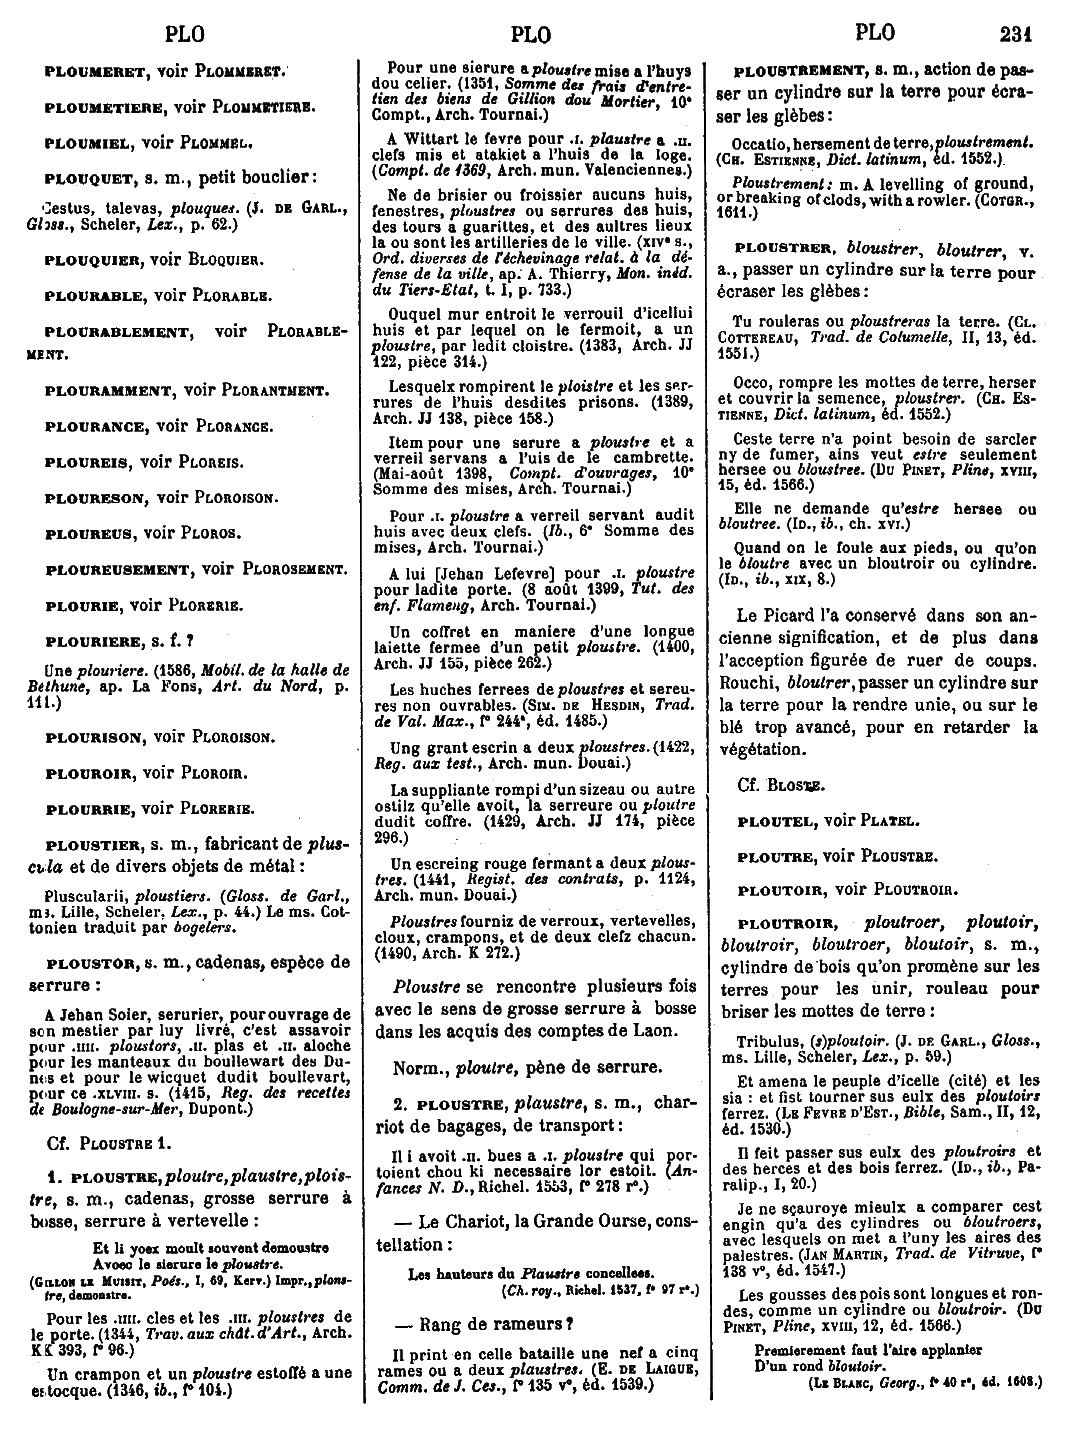 PLO
PLO
PLO 231
PLOUMERET, voir PLOMMERET.
PLOUMETIERE, voir PLOMMETIERE.
PLOUMIEL, voir PLOMMEL.
PLOUQUET, s. m., petit bouclier :
Cestus, talevas, plouques. (J. DE GARL.,
Gloss., Scheler, Lex., p. 62.)
PLOUQUIER, voir BLOQUIER.
PLOURABLE, voir PLORABLE.
PLOURABLEMENT, voir PLORABLE-
MENT.
PLOURAMMENT, voir PLORANTMENT.
PLOURANCE, voir PLORANCE.
PLOUREIS, voir PLOREIS.
PLOURESON, voir PLOROISON.
PLOUREUS, voir PLOROS.
PLOUREUSEMENT, voir PLOROSEMENT.
PLOURIE, voir PLORERIE.
PLOURIERE, s. f. ?
Une plouriere. (1586, Mobil. de la halle de
Bethune, ap. La Fons, Art. du Nord, p.
111.)
PLOURISON, voir PLOROISON.
PLOUROIR, voir PLOROIR.
PLOURRIE, voir PLORERIE.
PLOUSTIER, s. m., fabricant de plus-
cula et de divers objets de métal :
Pluscularii, ploustiers. (Gloss. de Garl.,
ms. Lille, Scheler, Lex., p. 44.) Le ms. Cot-
tonien traduit par bogelers.
PLOUSTOR, s. m., cadenas, espèce de
serrure :
A Jehan Soier, serurier, pour ouvrage de
son mestier par luy livré, c'est assavoir
pour .IIII. ploustors, .II. plas et .II. aloche
pour les manteaux du boullewart des Du-
nes et pour le wicquet dudit boullevart,
pour ce .XLVIII. s. (1415, Reg. des recettes
de Boulogne-sur-Mer, Dupont.)
Cf. PLOUSTRE 1.
1. PLOUSTRE, ploutre, plaustre, plois-
tre, s. m., cadenas, grosse serrure à
bosse, serrure à vertevelle :
Et li yoex moult souvent demoustre
Avoec le sierure le ploustre.
(GILLON LE MUISIT, Poés., I, 69, Kerv.) Impr., plons-
tre, demonstre.
Pour les .IIII. cles et les .III. ploustres de
le porte. (1344, Trav. aux chât. d'Art., Arch.
KK 393, f° 96.)
Un crampon et un ploustre estoffé a une
estocque. (1346, ib., f° 104.)
Pour une sierure a ploustre mise a l'huys
dou celier. (1351, Somme des frais d'entre-
tien des biens de Gillion dou Mortier, 10e
Compt., Arch. Tournai.)
A Wittart le fevre pour .I. plaustre a .II.
clefs mis et atakiet a l'huis de la loge.
(Compt. de 1369, Arch. mun. Valenciennes.)
Ne de brisier ou froissier aucuns huis,
fenestres, ploustres ou serrures des huis,
des tours a guarittes, et des aultres lieux
la ou sont les artilleries de le ville. (XIVe s.,
Ord. diverses de l'échevinage relat. à la dé-
fense de la ville, ap. A. Thierry, Mon. inéd.
du Tiers-Etat, t. I, p. 733.)
Ouquel mur entroit le verrouil d'icellui
huis et par lequel on le fermoit, a un
ploustre, par ledit cloistre. (1383, Arch. JJ
122, pièce 314.)
Lesquelx rompirent le ploistre et les ser-
rures de l'huis desdites prisons. (1389,
Arch. JJ 138, pièce 158.)
Item pour une serure a ploustre et a
verreil servans a l'uis de le cambrette.
(Mai-août 1398, Compt. d'ouvrages, 10e
Somme des mises, Arch. Tournai.)
Pour .I. ploustre a verreil servant audit
huis avec deux clefs. (Ib., 6e Somme des
mises, Arch. Tournai.)
A lui [Jehan Lefevre] pour .I. ploustre
pour ladite porte. (8 août 1399, Tut. des
enf. Flameng, Arch. Tournai.)
Un coffret en maniere d'une longue
laiette fermee d'un petit ploustre. (1400,
Arch. JJ 155, pièce 262.)
Les huches ferrees de ploustres et sereu-
res non ouvrables. (SIM. DE HESDIN, Trad.
de Val. Max., f° 244a, éd. 1485.)
Ung grant escrin a deux ploustres. (1422,
Reg. aux test., Arch. mun. Douai.)
La suppliante rompi d'un sizeau ou autre
ostilz qu'elle avoit, la serreure ou ploutre
dudit coffre. (1429, Arch. JJ 174, pièce
296.)
Un escreing rouge fermant a deux plous-
tres. (1441, Regist. des contrats, p. 1124,
Arch. mun. Douai.)
Ploustres fourniz de verroux, vertevelles,
cloux, crampons, et de deux clefz chacun.
(1490, Arch. K 272.)
Ploustre se rencontre plusieurs fois
avec le sens de grosse serrure à bosse
dans les acquis des comptes de Laon.
Norm., ploutre, pêne de serrure.
2. PLOUSTRE, plaustre, s. m., char-
riot de bagages, de transport :
Il i avoit .II. bues a .I. ploustre qui por-
toient chou ki necessaire lor estoit. (An-
fances N. D., Richel. 1553, f° 278 r°.)
— Le Chariot, la Grande Ourse, cons-
tellation :
Les hauteurs du Plaustre concellees.
(Ch. roy., Richel. 1537, f° 97 r°.)
— Rang de rameurs ?
Il print en celle bataille une nef a cinq
rames ou a deux plaustres. (E. DE LAIGUE,
Comm. de J. Ces., f° 135 v°, éd. 1539.)
PLOUSTREMENT, s. m., action de pas-
ser un cylindre sur la terre pour écra-
ser les glèbes :
Occatio, hersement de terre, ploustrement.
(CH. ESTIENNE, Dict. latinum, éd. 1552.)
Ploustrement : m. A levelling of ground,
or breaking of clods, with a rowler. (COTGR.,
1611.)
PLOUSTRER, bloustrer, bloutrer, v.
a., passer un cylindre sur la terre pour
écraser les glèbes :
Tu rouleras ou ploustreras la terre. (CL.
COTTEREAU, Trad. de Columelle, II, 13, éd.
1551.)
Occo, rompre les mottes de terre, herser
et couvrir la semence, ploustrer. (CH. ES-
TIENNE, Dict. latinum, éd. 1552.)
Ceste terre n'a point besoin de sarcler
ny de fumer, ains veut estre seulement
hersee ou bloustree. (DU PINET, Pline, XVIII,
15, éd. 1566.)
Elle ne demande qu'estre hersee ou
bloutree. (ID., ib., ch. XVI.)
Quand on le foule aux pieds, ou qu'on
le bloutre avec un bloutroir ou cylindre.
(ID., ib., XIX, 8.)
Le Picard l'a conservé dans son an-
cienne signification, et de plus dans
l'acception figurée de ruer de coups.
Rouchi, bloutrer, passer un cylindre sur
la terre pour la rendre unie, ou sur le
blé trop avancé, pour en retarder la
végétation.
Cf. BLOSTE.
PLOUTEL, voir PLATEL.
PLOUTRE, voir PLOUSTRE.
PLOUTOIR, voir PLOUTROIR.
PLOUTROIR, ploutroer, ploutoir,
bloutroir, bloutroer, bloutoir, s. m.,
cylindre de bois qu'on promène sur les
terres pour les unir, rouleau pour
briser les mottes de terre :
Tribulus, (s)ploutoir. (J. DE GARL., Gloss.,
ms. Lille, Scheler, Lex., p. 59.)
Et amena le peuple d'icelle (cité) et les
sia : et fist tourner sus eulx des ploutoirs
ferrez. (LE FEVRE D'EST., Bible, Sam., II, 12,
éd. 1530.)
Il feit passer sus eulx des ploutroirs et
des herces et des bois ferrez. (ID., ib., Pa-
ralip., I, 20.)
Je ne sçauroye mieulx a comparer cest
engin qu'a des cylindres ou bloutroers,
avec lesquels on met a l'uny les aires des
palestres. (JAN MARTIN, Trad. de Vitruve, f°
138 v°, éd. 1547.)
Les gousses des pois sont longues et ron-
des, comme un cylindre ou bloutroir. (DU
PINET, Pline, XVIII, 12, éd. 1566.)
Premierement faut l'aire applanier
D'un rond bloutoir.
(LE BLANC, Georg., f° 40 r°, éd. 1608.)